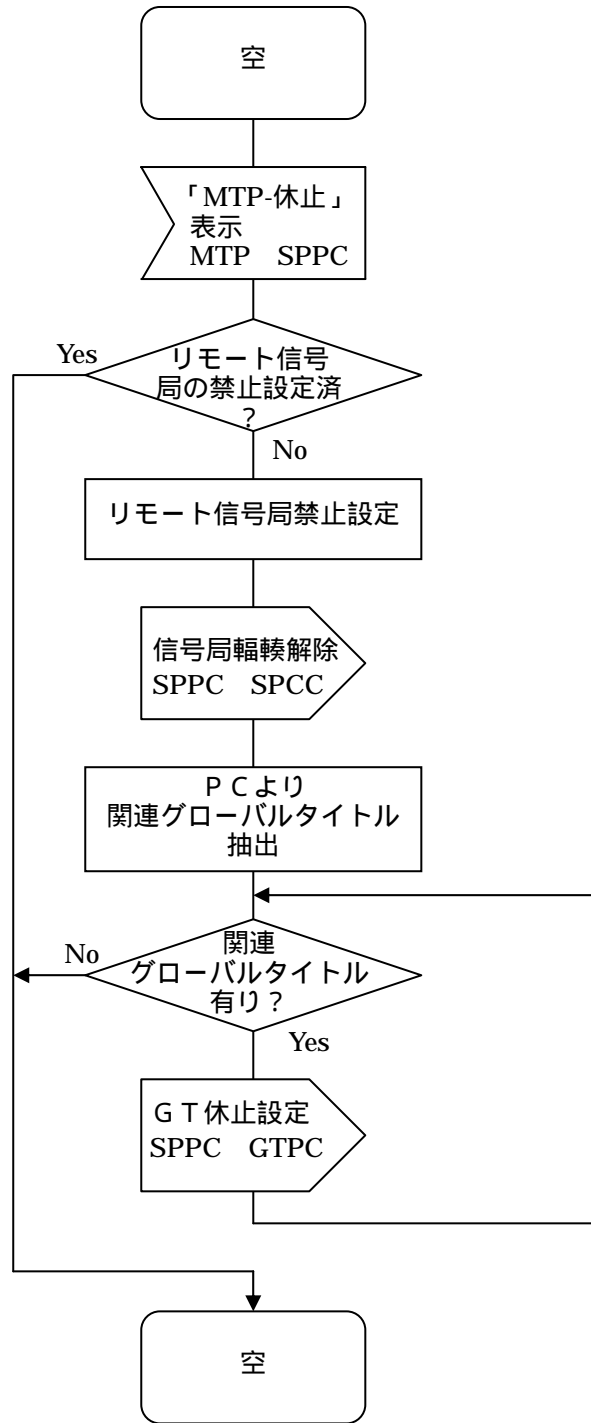 空
「MTP-休止」
表示
MTP SPPC
Yes
リモート信号
局の禁止設定済
?
No
リモート信号局禁止設定
信号局輻輳解除
SPPC SPCC
PCより
関連グローバルタイトル
抽出
No
関連
グローバルタイトル
有り?
Yes
GT休止設定
SPPC GTPC
空